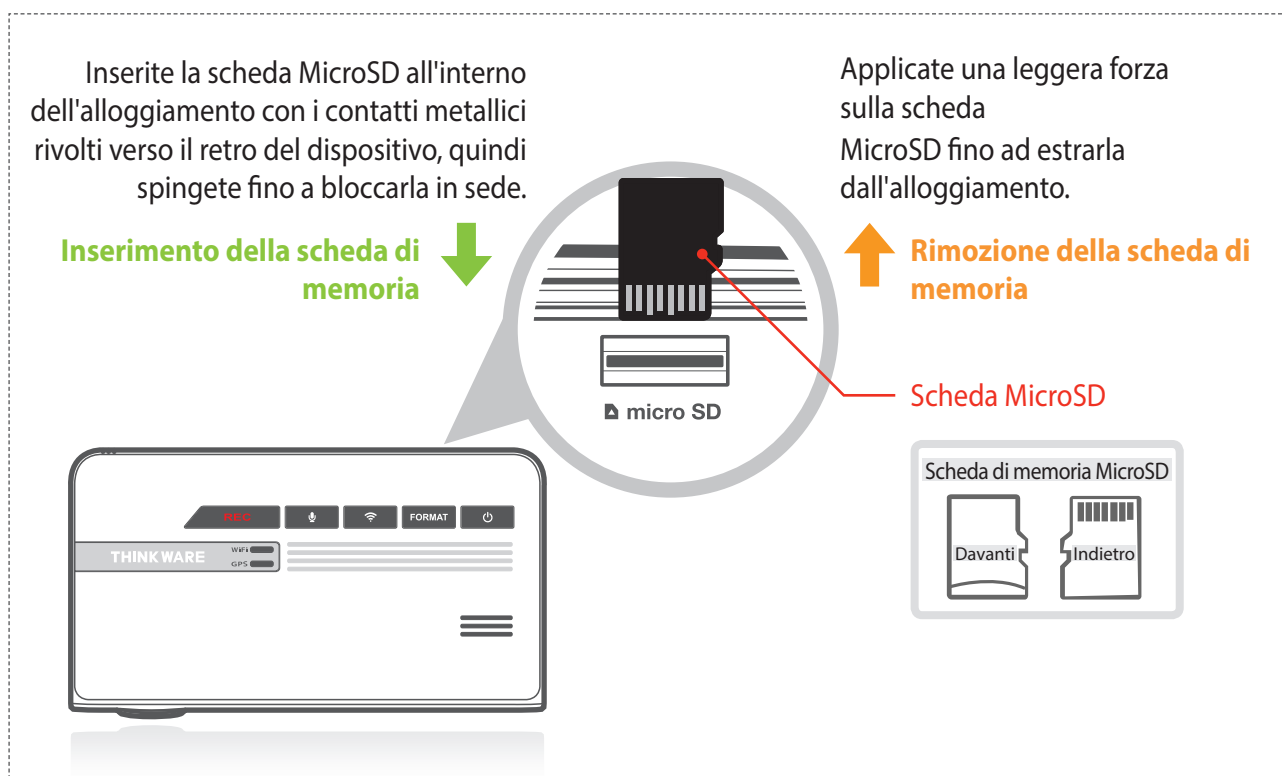 Inserite la scheda MicroSD all'interno
dell'alloggiamento con i contatti metallici
rivolti verso il retro del dispositivo, quindi
spingete fino a bloccarla in sede.
Inserimento della scheda di
memoria
Applicate una leggera forza
sulla scheda
MicroSD fino ad estrarla
dall'alloggiamento.
Rimozione della scheda di
memoria
micro SD
Scheda MicroSD
Scheda di memoria MicroSD
Davanti
Indietro
REC
FORMAT
THINKWARE
WiFi
GPS